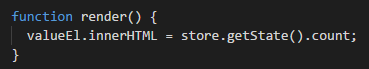 function render() {
  valueEl.innerHTML = store.getState().count;
}